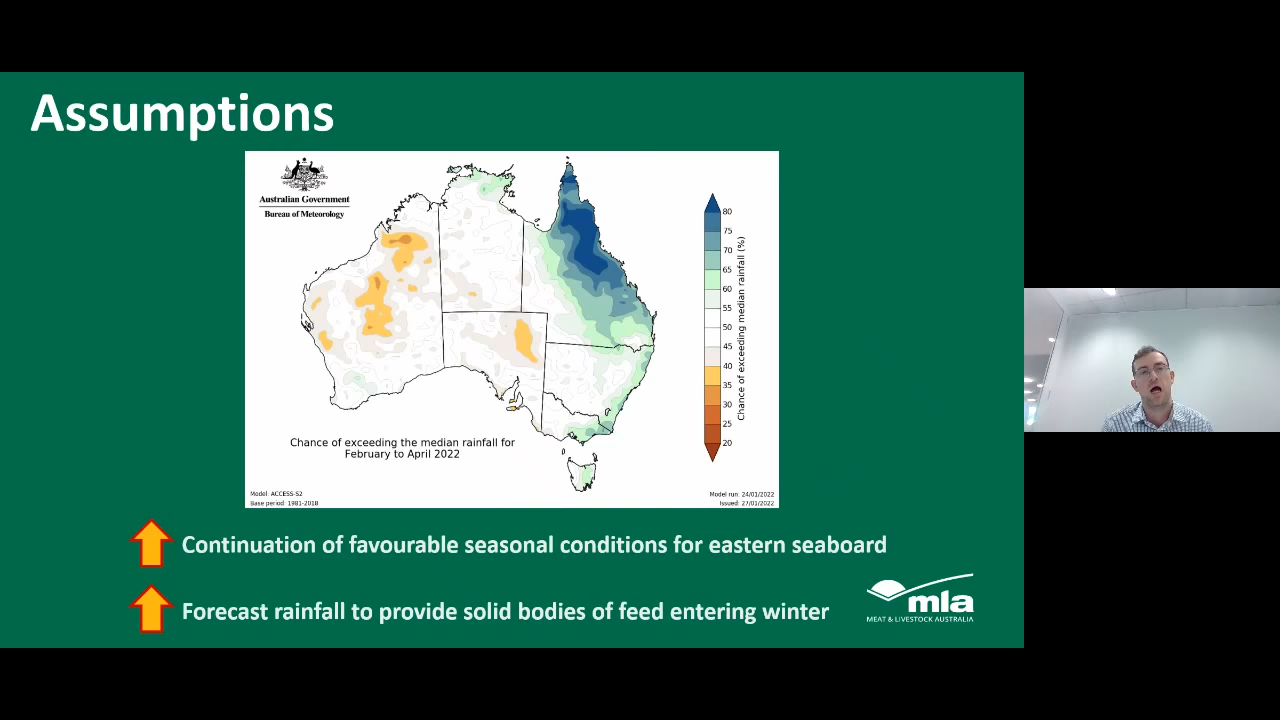 Assumptions
Australian Government
Bureau of Meteorology
80
75
70
65
60
55
50
45
40
35
30
25
20
Chance of exceeding median rainfall (%)
Chance of exceeding the median rainfall for
February to April 2022
Model: ACCESS-S2
Base period: 1981-2018
Model run: 24/01/2022
Issued: 27/01/2022
Continuation of favourable seasonal conditions for eastern seaboard
Forecast rainfall to provide solid bodies of feed entering winter
mla
MEAT & LIVESTOCK AUSTRALIA